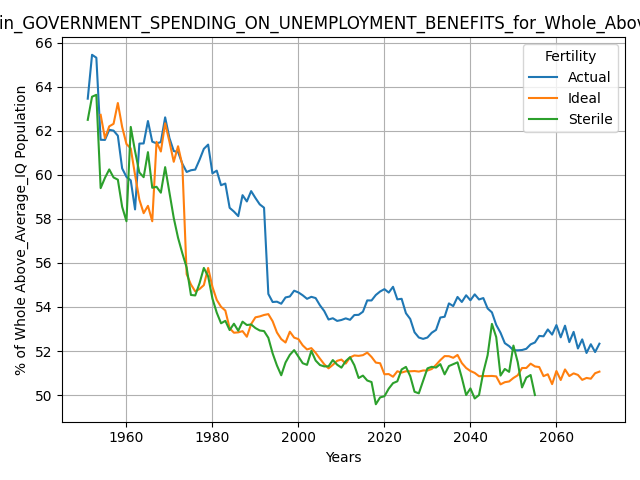 in_GOVERNMENT_SPENDING_ON_UNEMPLOYMENT_BENEFITS_for_Whole_Abov
% of Whole Above_Average_IQ Population
66
64
62
60
58
56
54
52
50
Fertility
Actual
Ideal
Sterile
1960 1980 2000 2020 2040 2060
Years